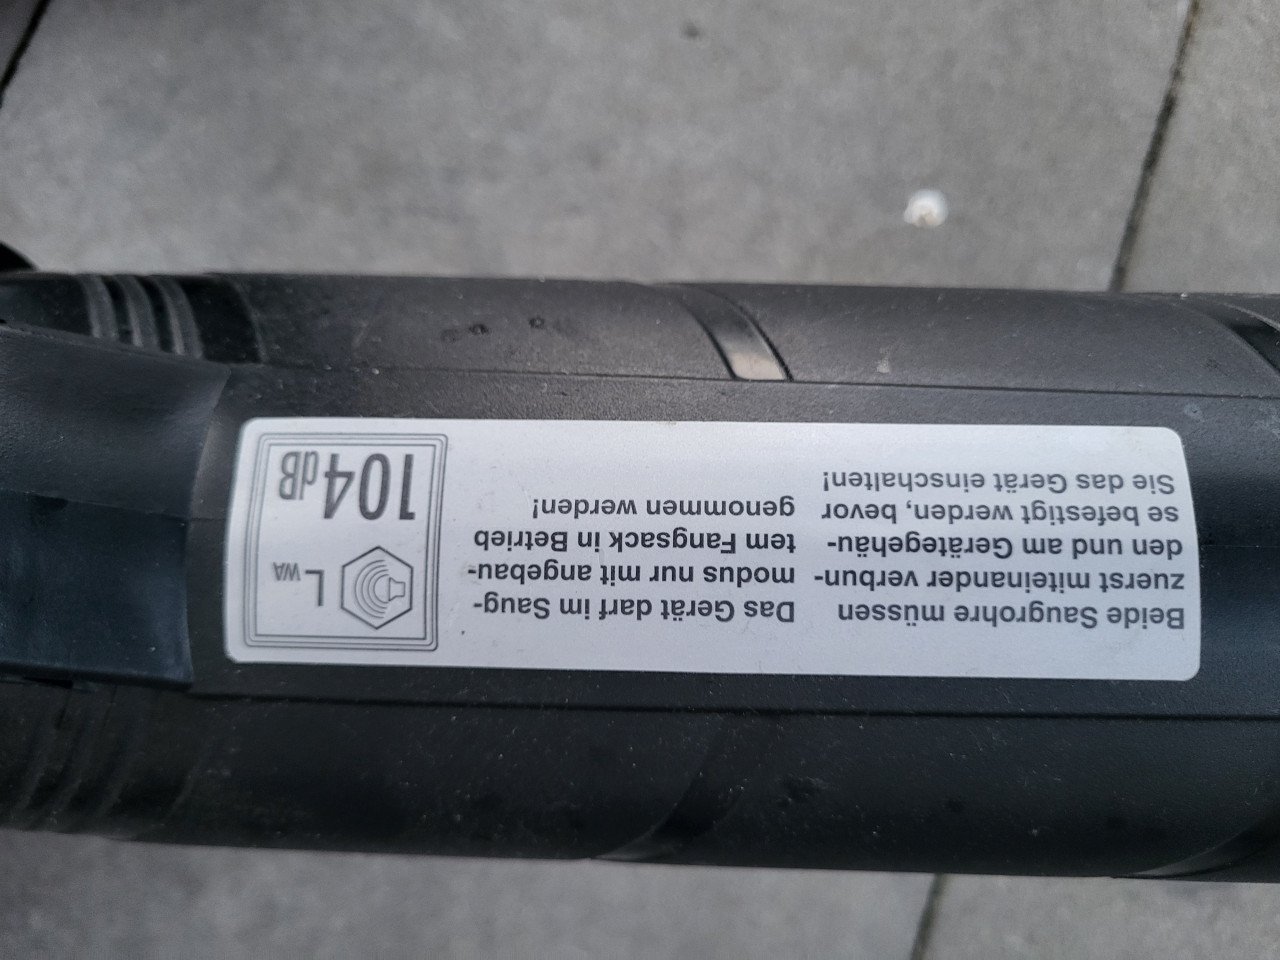 Beide Saugrohre müssen
zuerst miteinander verbun-
den und am Gerätegehäu-
se befestigt werden, bevor
Sie das Gerät einschalten!
Das Gerät darf im Saug-
modus nur mit angebau-
tem Fangsack in Betrieb
genommen werden!
LWA
104 dB